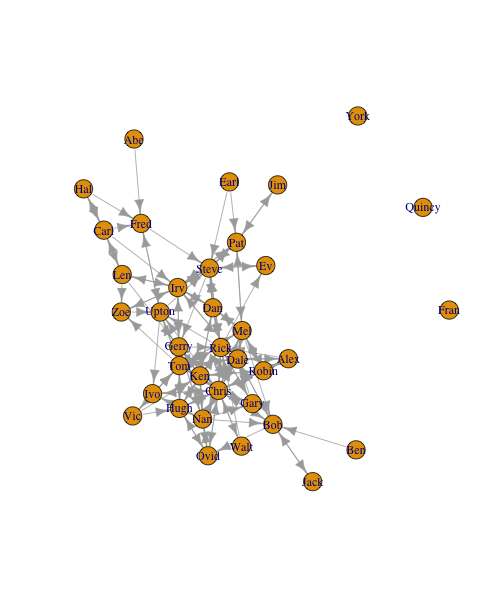 York
Abe
Earl
Jim
Hal
Quincy
Fred
Carl
Pat
Ev
Steve
Len
Irv
Dan
Fran
Zoe
Upton
Mel
Gerry
Rick
Dale
Alex
Tom
Robin
Ken
Chris
Ivo
Gary
Hugh
Vic
Nan
Bob
Walt
Ben
Ovid
Jack